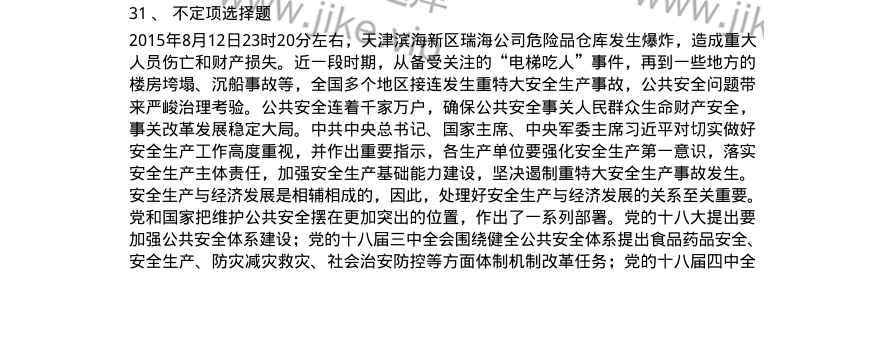 库
www.jike.vip
www.jike
31 、 不定项选择题
2015年8月12日23时20分左右，天津滨海新区瑞海公司危险品仓库发生爆炸，造成重大
人员伤亡和财产损失。近一段时期，从备受关注的“电梯吃人”事件，再到一些地方的
楼房垮塌、沉船事故等，全国多个地区接连发生重特大安全生产事故，公共安全问题带
来严峻治理考验。公共安全连着千家万户，确保公共安全事关人民群众生命财产安全，
事关改革发展稳定大局。中共中央总书记、国家主席、中央军委主席习近平对切实做好
安全生产工作高度重视，并作出重要指示，各生产单位要强化安全生产第一意识，落实
安全生产主体责任，加强安全生产基础能力建设，坚决遏制重特大安全生产事故发生。
安全生产与经济发展是相辅相成的，因此，处理好安全生产与经济发展的关系至关重要。
党和国家把维护公共安全摆在更加突出的位置，作出了一系列部署。党的十八大提出要
加强公共安全体系建设；党的十八届三中全会围绕健全公共安全体系提出食品药品安全、
安全生产、防灾减灾救灾、社会治安防控等方面体制机制改革任务；党的十八届四中全